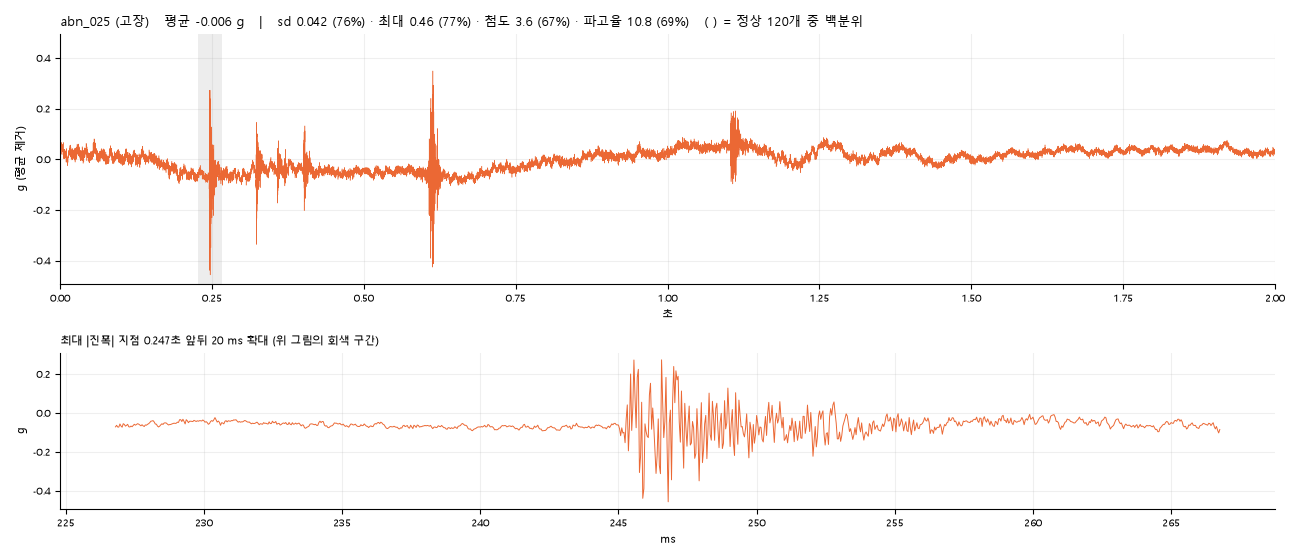 abn_025 (고장) 평균 -0.006 g | sd 0.042 (76%) · 최대 0.46 (77%) · 첨도 3.6 (67%) · 파고율 10.8 (69%) ( ) = 정상 120개 중 백분위
g (평균 제거)
0.4
0.2
0.0
-0.2
-0.4
0.00 0.25 0.50 0.75 1.00 1.25 1.50 1.75 2.00
초
최대 |진폭| 지점 0.247초 앞뒤 20 ms 확대 (위 그림의 회색 구간)
g
0.2
0.0
-0.2
-0.4
225 230 235 240 245 250 255 260 265
ms